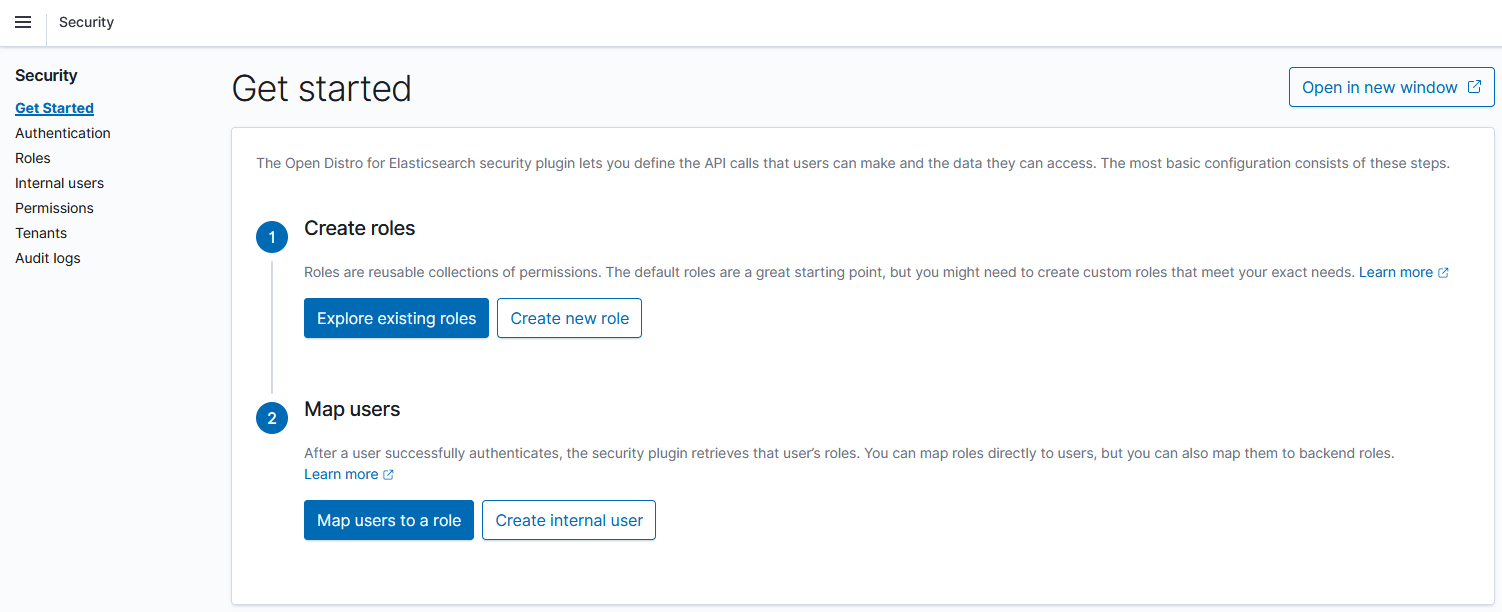 Security
Security
Get Started
Authentication
Roles
Internal users
Permissions
Tenants
Audit logs
Get started
Open in new window
The Open Distro for Elasticsearch security plugin lets you define the API calls that users can make and the data they can access. The most basic configuration consists of these steps.
1
Create roles
Roles are reusable collections of permissions. The default roles are a great starting point, but you might need to create custom roles that meet your exact needs. Learn more
Explore existing roles
Create new role
2
Map users
After a user successfully authenticates, the security plugin retrieves that user’s roles. You can map roles directly to users, but you can also map them to backend roles.
Learn more
Map users to a role
Create internal user